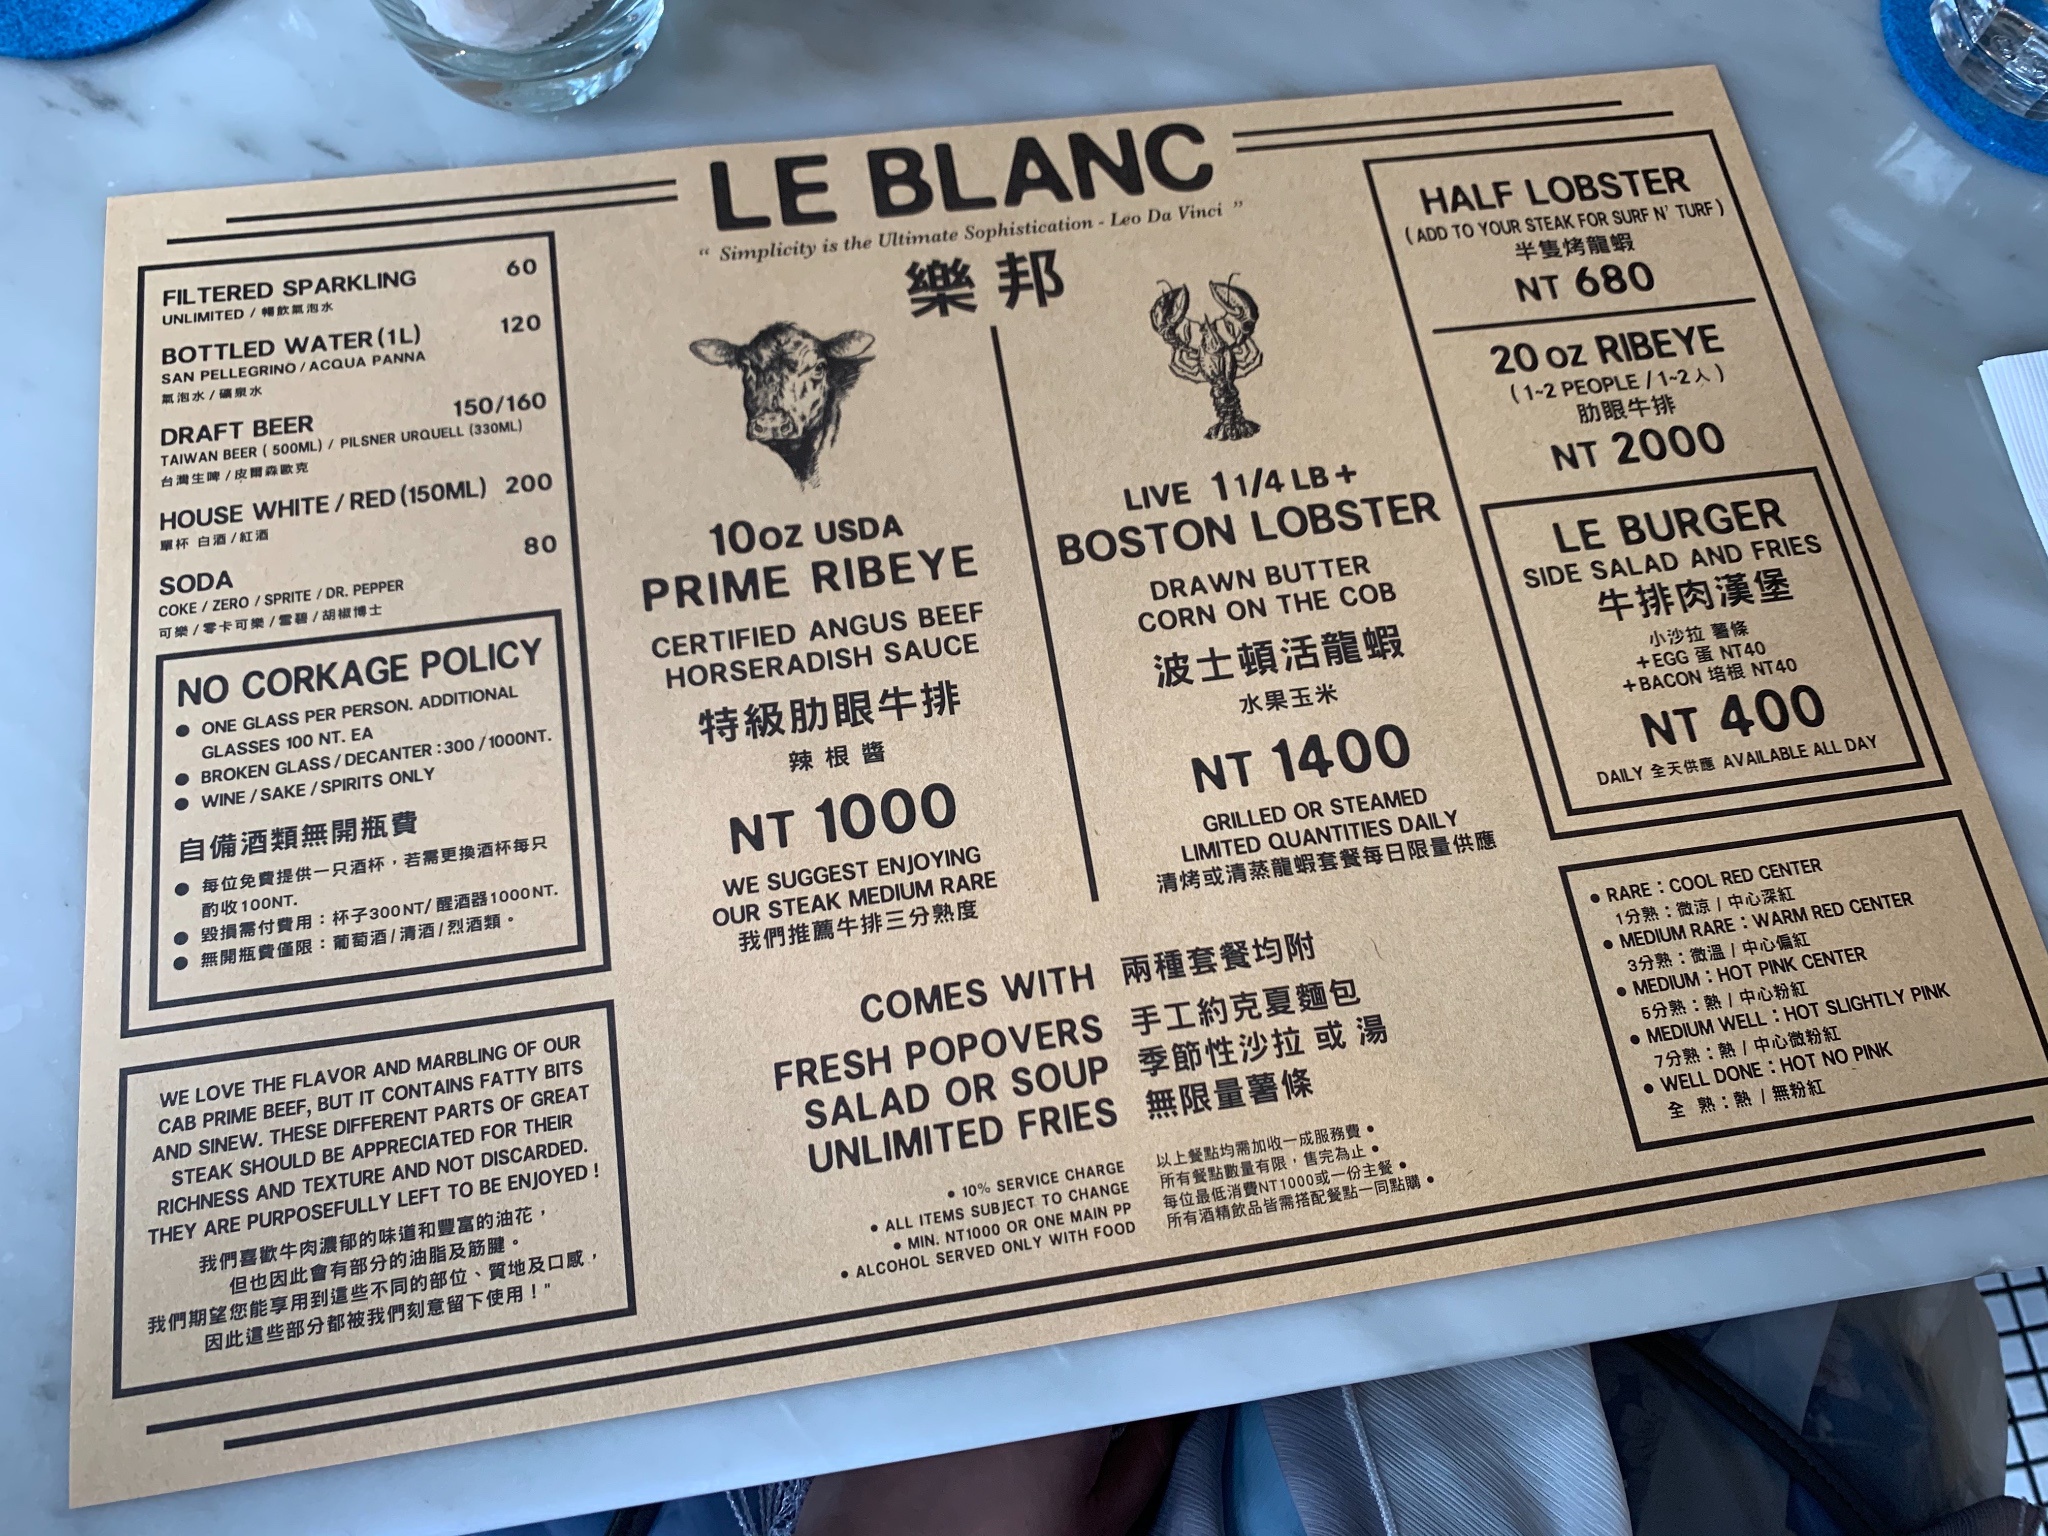 LE BLANC
“ Simplicity is the Ultimate Sophistication - Leo Da Vinci ”
樂邦
FILTERED SPARKLING 60
UNLIMITED / 暢飲氣泡水
BOTTLED WATER (1L) 120
SAN PELLEGRINO / ACQUA PANNA
氣泡水 / 礦泉水
DRAFT BEER 150/160
TAIWAN BEER ( 500ML) / PILSNER URQUELL (330ML)
台灣生啤 / 皮爾森歐克
HOUSE WHITE / RED (150ML) 200
單杯 白酒 / 紅酒
SODA 80
COKE / ZERO / SPRITE / DR. PEPPER
可樂 / 零卡可樂 / 雪碧 / 胡椒博士
NO CORKAGE POLICY
● ONE GLASS PER PERSON. ADDITIONAL
GLASSES 100 NT. EA
● BROKEN GLASS / DECANTER : 300 / 1000NT.
● WINE / SAKE / SPIRITS ONLY
自備酒類無開瓶費
● 每位免費提供一只酒杯，若需更換酒杯每只
酌收100NT.
● 毀損需付費用：杯子300NT/ 醒酒器1000NT.
● 無開瓶費僅限：葡萄酒/清酒/烈酒類。
WE LOVE THE FLAVOR AND MARBLING OF OUR
CAB PRIME BEEF, BUT IT CONTAINS FATTY BITS
AND SINEW. THESE DIFFERENT PARTS OF GREAT
STEAK SHOULD BE APPRECIATED FOR THEIR
RICHNESS AND TEXTURE AND NOT DISCARDED.
THEY ARE PURPOSEFULLY LEFT TO BE ENJOYED !
我們喜歡牛肉濃郁的味道和豐富的油花，
但也因此會有部分的油脂及筋腱。
我們期望您能享用到這些不同的部位、質地及口感，
因此這些部分都被我們刻意留下使用！"
10oz USDA
PRIME RIBEYE
CERTIFIED ANGUS BEEF
HORSERADISH SAUCE
特級肋眼牛排
辣根醬
NT 1000
WE SUGGEST ENJOYING
OUR STEAK MEDIUM RARE
我們推薦牛排三分熟度
LIVE 1 1/4 LB +
BOSTON LOBSTER
DRAWN BUTTER
CORN ON THE COB
波士頓活龍蝦
水果玉米
NT 1400
GRILLED OR STEAMED
LIMITED QUANTITIES DAILY
清烤或清蒸龍蝦套餐每日限量供應
COMES WITH 兩種套餐均附
FRESH POPOVERS 手工約克夏麵包
SALAD OR SOUP 季節性沙拉 或 湯
UNLIMITED FRIES 無限量薯條
● 10% SERVICE CHARGE
● ALL ITEMS SUBJECT TO CHANGE
● MIN. NT1000 OR ONE MAIN PP
● ALCOHOL SERVED ONLY WITH FOOD
以上餐點均需加收一成服務費 ●
所有餐點數量有限，售完為止 ●
每位最低消費NT1000或一份主餐 ●
所有酒精飲品皆需搭配餐點一同點購 ●
HALF LOBSTER
( ADD TO YOUR STEAK FOR SURF N' TURF )
半隻烤龍蝦
NT 680
20 oz RIBEYE
( 1~2 PEOPLE / 1~2人 )
肋眼牛排
NT 2000
LE BURGER
SIDE SALAD AND FRIES
牛排肉漢堡
小沙拉 薯條
+EGG 蛋 NT40
+BACON 培根 NT40
NT 400
DAILY 全天供應 AVAILABLE ALL DAY
● RARE : COOL RED CENTER
1分熟：微涼 / 中心深紅
● MEDIUM RARE : WARM RED CENTER
3分熟：微溫 / 中心偏紅
● MEDIUM : HOT PINK CENTER
5分熟：熱 / 中心粉紅
● MEDIUM WELL : HOT SLIGHTLY PINK
7分熟：熱 / 中心微粉紅
● WELL DONE : HOT NO PINK
全 熟：熱 / 無粉紅